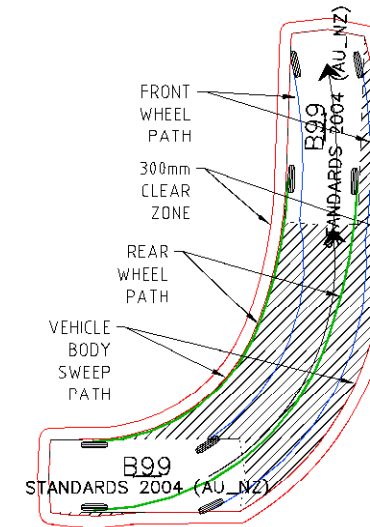 FRONT
WHEEL
PATH
300mm
CLEAR
ZONE
REAR
WHEEL
PATH
VEHICLE
BODY
SWEEP
PATH
B99
STANDARDS 2004 (AU_NZ)
B99
STANDARDS 2004 (AU_NZ)